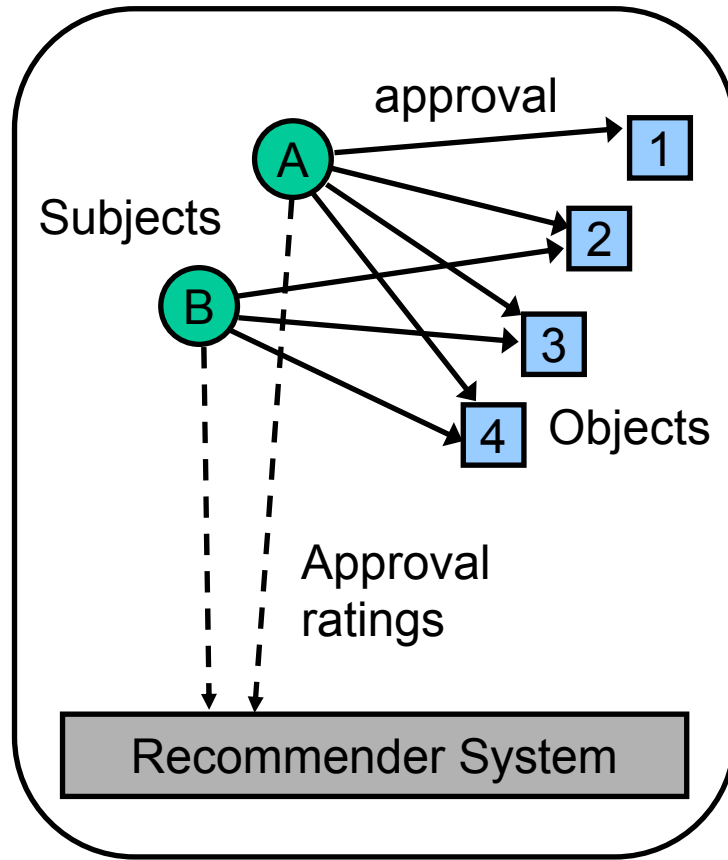 approval
A
1
Subjects
2
B
3
4
Objects
Approval
ratings
Recommender System